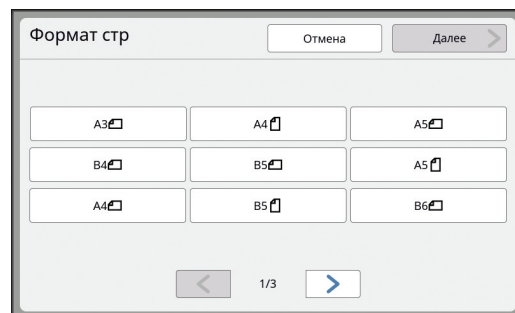 Формат стр Отмена Далее
A3 A4 A5
B4 B5 A5
A4 B5 B6
1/3